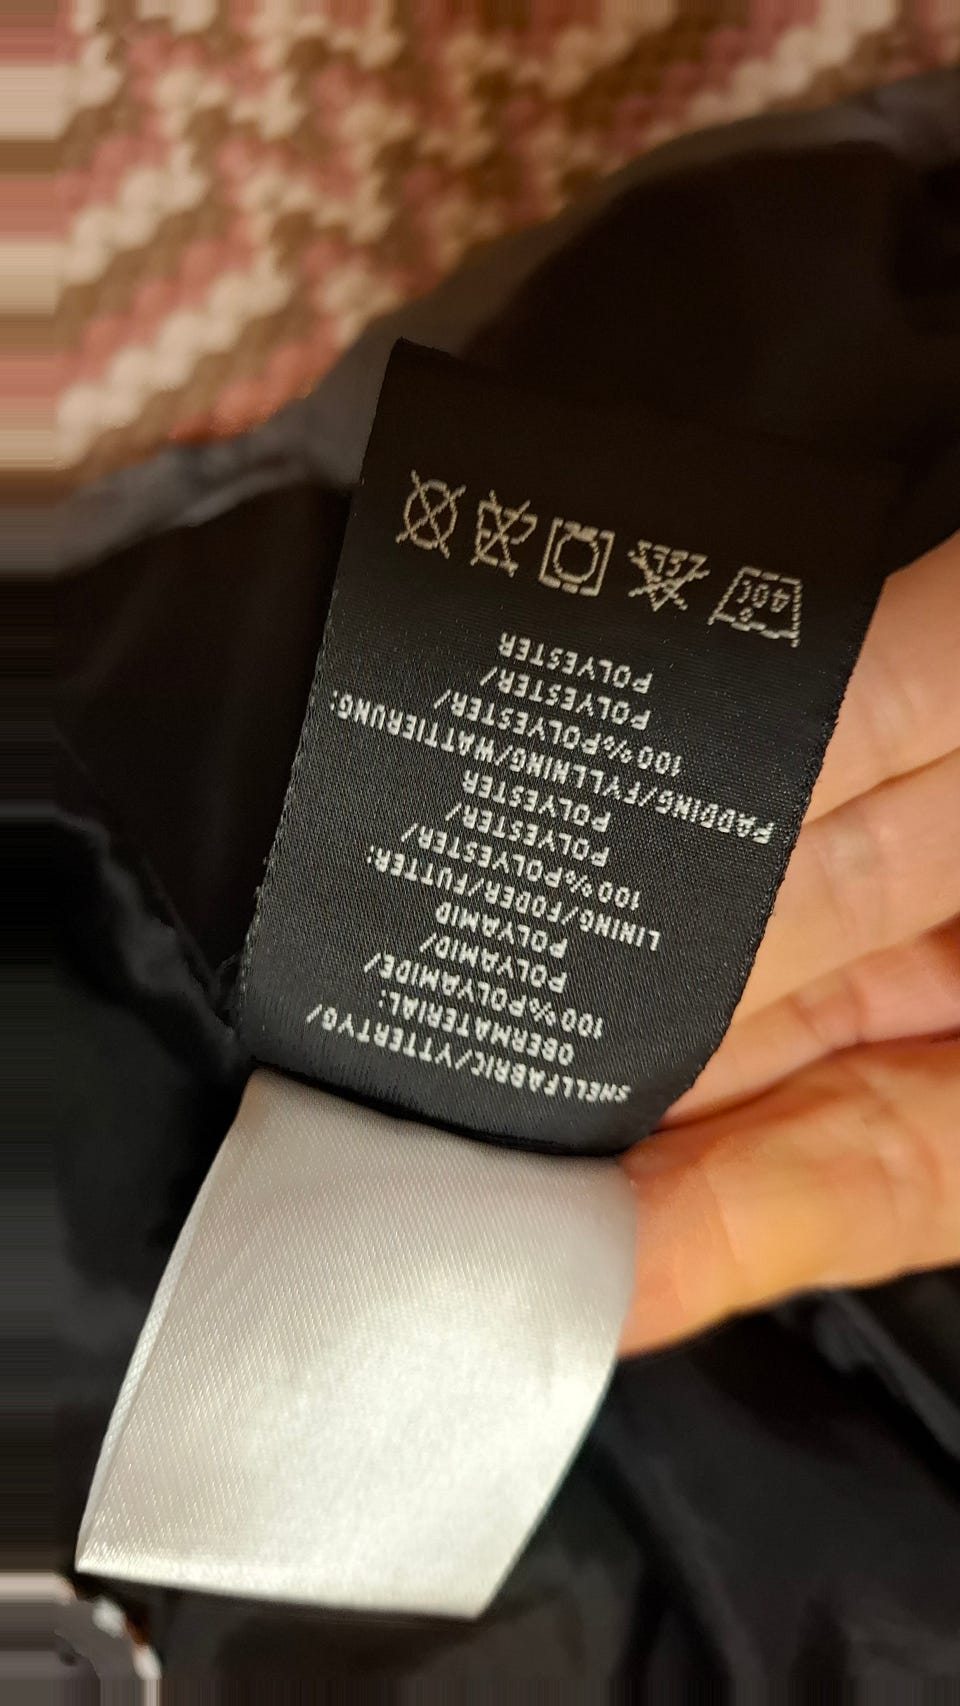 SHELLFABRIC/YTTERTYG/
OBERMATERIAL:
100%POLYAMIDE/
POLYAMID/
POLYAMID
LINING/FODER/FUTTER:
100%POLYESTER/
POLYESTER/
POLYESTER
PADDING/FYLLNING/WATTIERUNG:
100%POLYESTER/
POLYESTER/
POLYESTER
40C